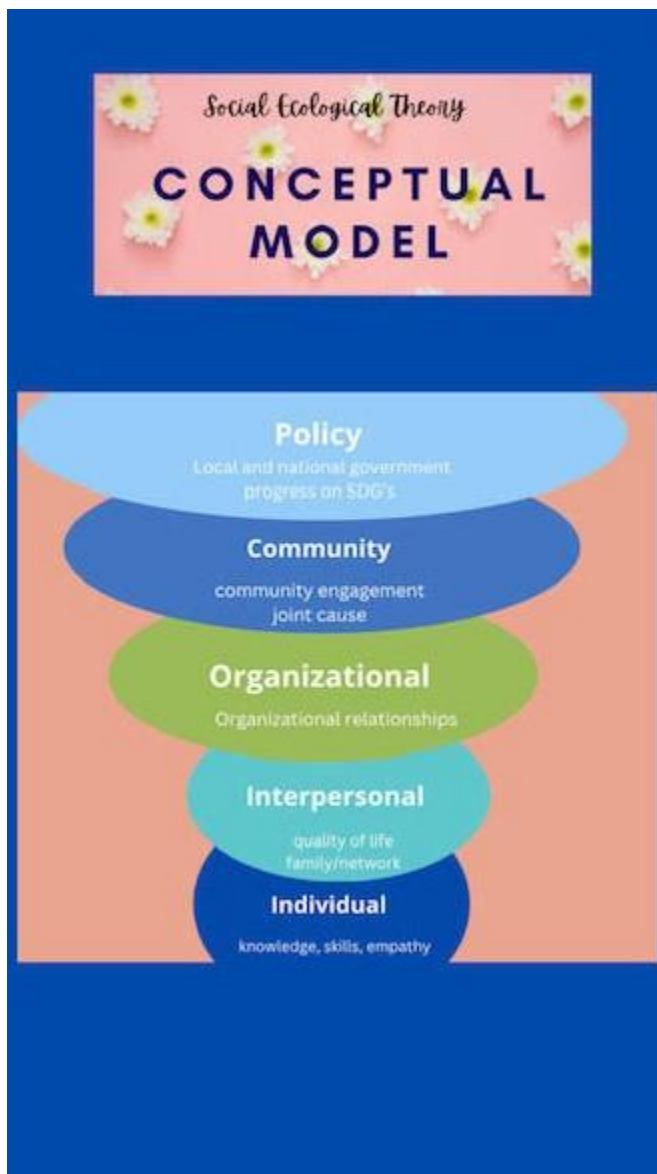 Social Ecological Theory
CONCEPTUAL
MODEL
Policy
Local and national government
progress on SDG's
Community
community engagement
joint cause
Organizational
Organizational relationships
Interpersonal
quality of life
family/network
Individual
knowledge, skills, empathy